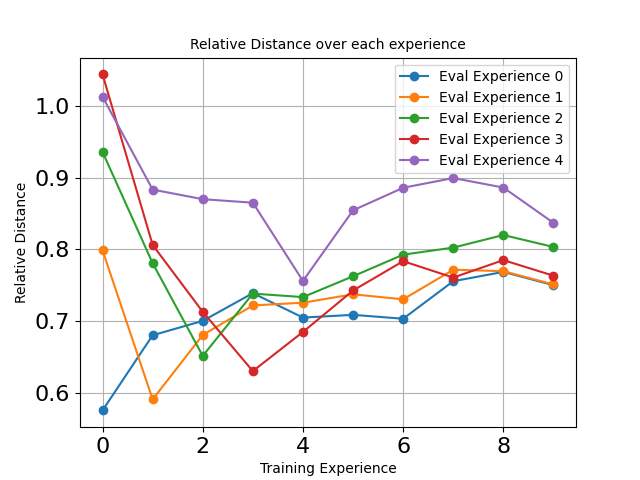 Relative Distance over each experience
Eval Experience 0
Eval Experience 1
Eval Experience 2
Eval Experience 3
Eval Experience 4
Relative Distance
1.0
0.9
0.8
0.7
0.6
0 2 4 6 8
Training Experience